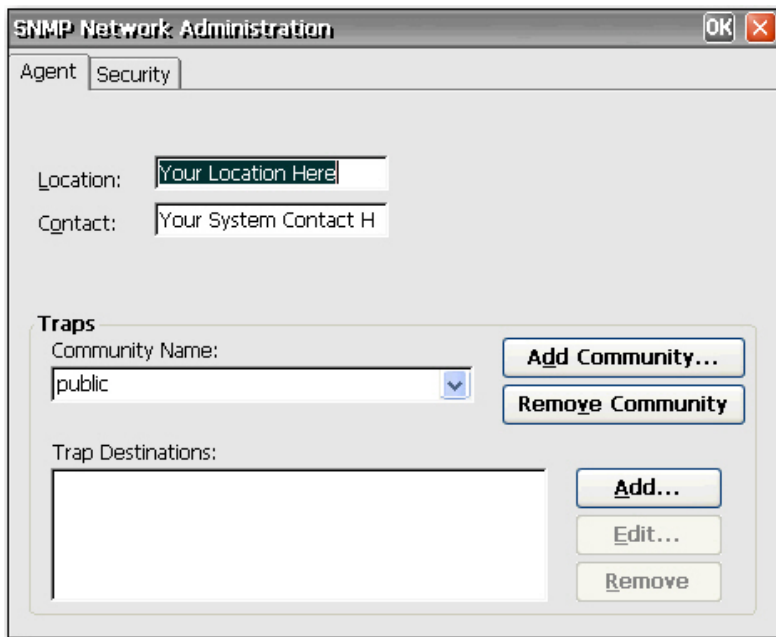 SNMP Network Administration OK
Agent Security
Location: Your Location Here
Contact: Your System Contact H
Traps
Community Name:
public
Add Community...
Remove Community
Trap Destinations:
Add...
Edit...
Remove